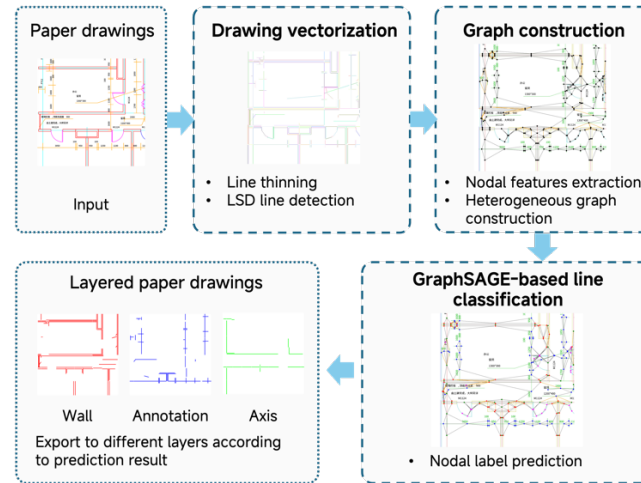 Paper drawings
Input
Drawing vectorization
• Line thinning
• LSD line detection
Graph construction
• Nodal features extraction
• Heterogeneous graph
construction
GraphSAGE-based line
classification
• Nodal label prediction
Layered paper drawings
Wall
Annotation
Axis
Export to different layers according
to prediction result